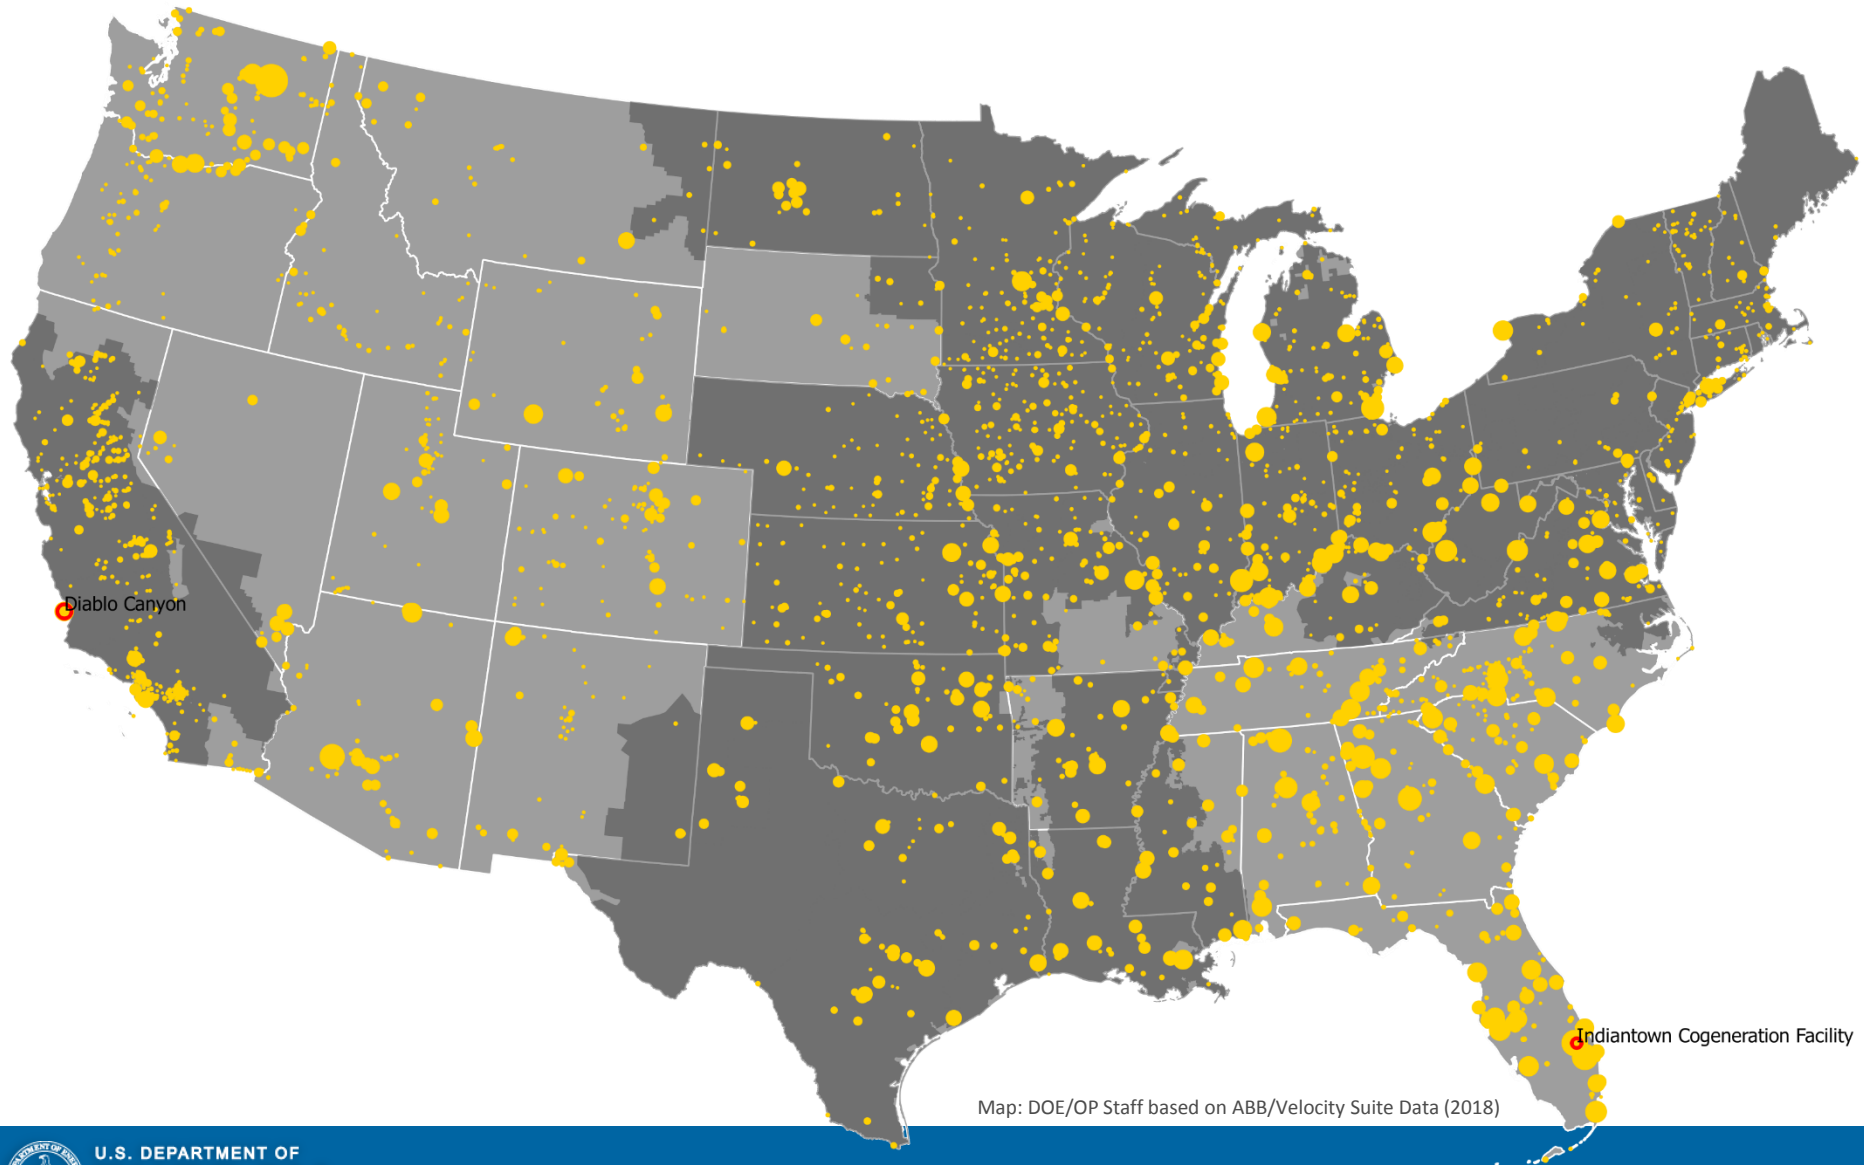 Diablo Canyon
Indiantown Cogeneration Facility
Map: DOE/OP Staff based on ABB/Velocity Suite Data (2018)
U.S. DEPARTMENT OF